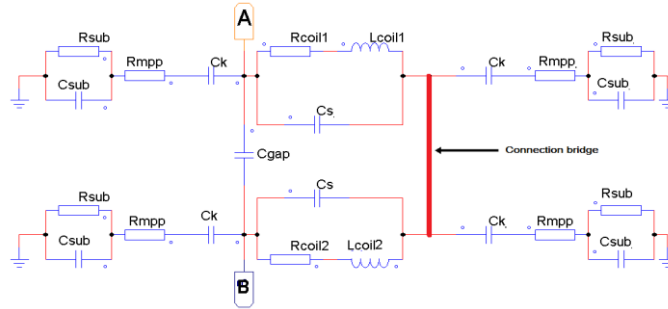 A
Rsub
Rmpp
Ck
Csub
Rcoil1
Lcoil1
Cs
Ck
Rmpp
Rsub
Csub
Cgap
Connection bridge
Rsub
Rmpp
Ck
Csub
Cs
Rcoil2
Lcoil2
Ck
Rmpp
Rsub
Csub
B